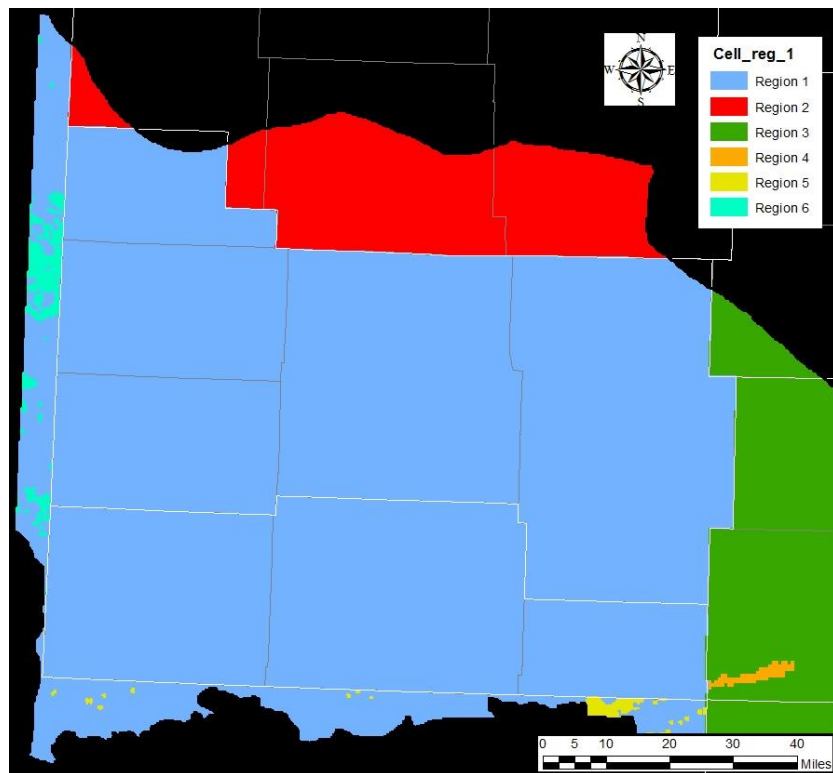 N
W E
S
Cell_reg_1
Region 1
Region 2
Region 3
Region 4
Region 5
Region 6
0 5 10 20 30 40
Miles